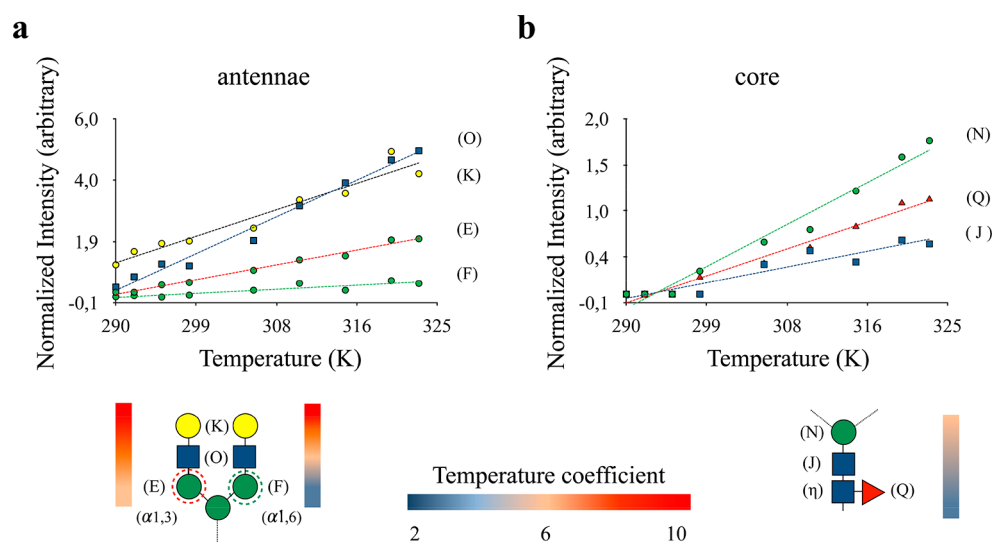 a
antennae
Normalized Intensity (arbitrary)
6,0
4,0
1,9
-0,1
290
299
308
316
325
Temperature (K)
(O)
(K)
(E)
(F)
b
core
Normalized Intensity (arbitrary)
2,0
1,5
1,0
0,4
-0,1
290
299
308
316
325
Temperature (K)
(N)
(Q)
( J )
(K)
(O)
(E)
(F)
(α1,3)
(α1,6)
Temperature coefficient
2
6
10
(N)
(J)
(η)
(Q)